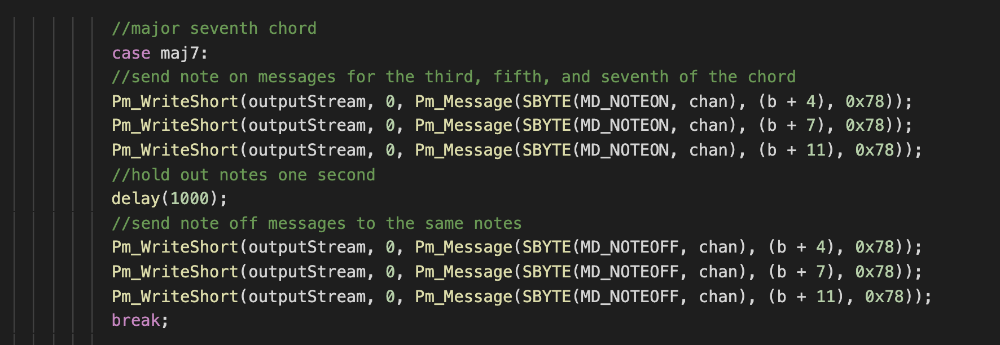 //major seventh chord
case maj7:
//send note on messages for the third, fifth, and seventh of the chord
Pm_WriteShort(outputStream, 0, Pm_Message(SBYTE(MD_NOTEON, chan), (b + 4), 0x78));
Pm_WriteShort(outputStream, 0, Pm_Message(SBYTE(MD_NOTEON, chan), (b + 7), 0x78));
Pm_WriteShort(outputStream, 0, Pm_Message(SBYTE(MD_NOTEON, chan), (b + 11), 0x78));
//hold out notes one second
delay(1000);
//send note off messages to the same notes
Pm_WriteShort(outputStream, 0, Pm_Message(SBYTE(MD_NOTEOFF, chan), (b + 4), 0x78));
Pm_WriteShort(outputStream, 0, Pm_Message(SBYTE(MD_NOTEOFF, chan), (b + 7), 0x78));
Pm_WriteShort(outputStream, 0, Pm_Message(SBYTE(MD_NOTEOFF, chan), (b + 11), 0x78));
break;